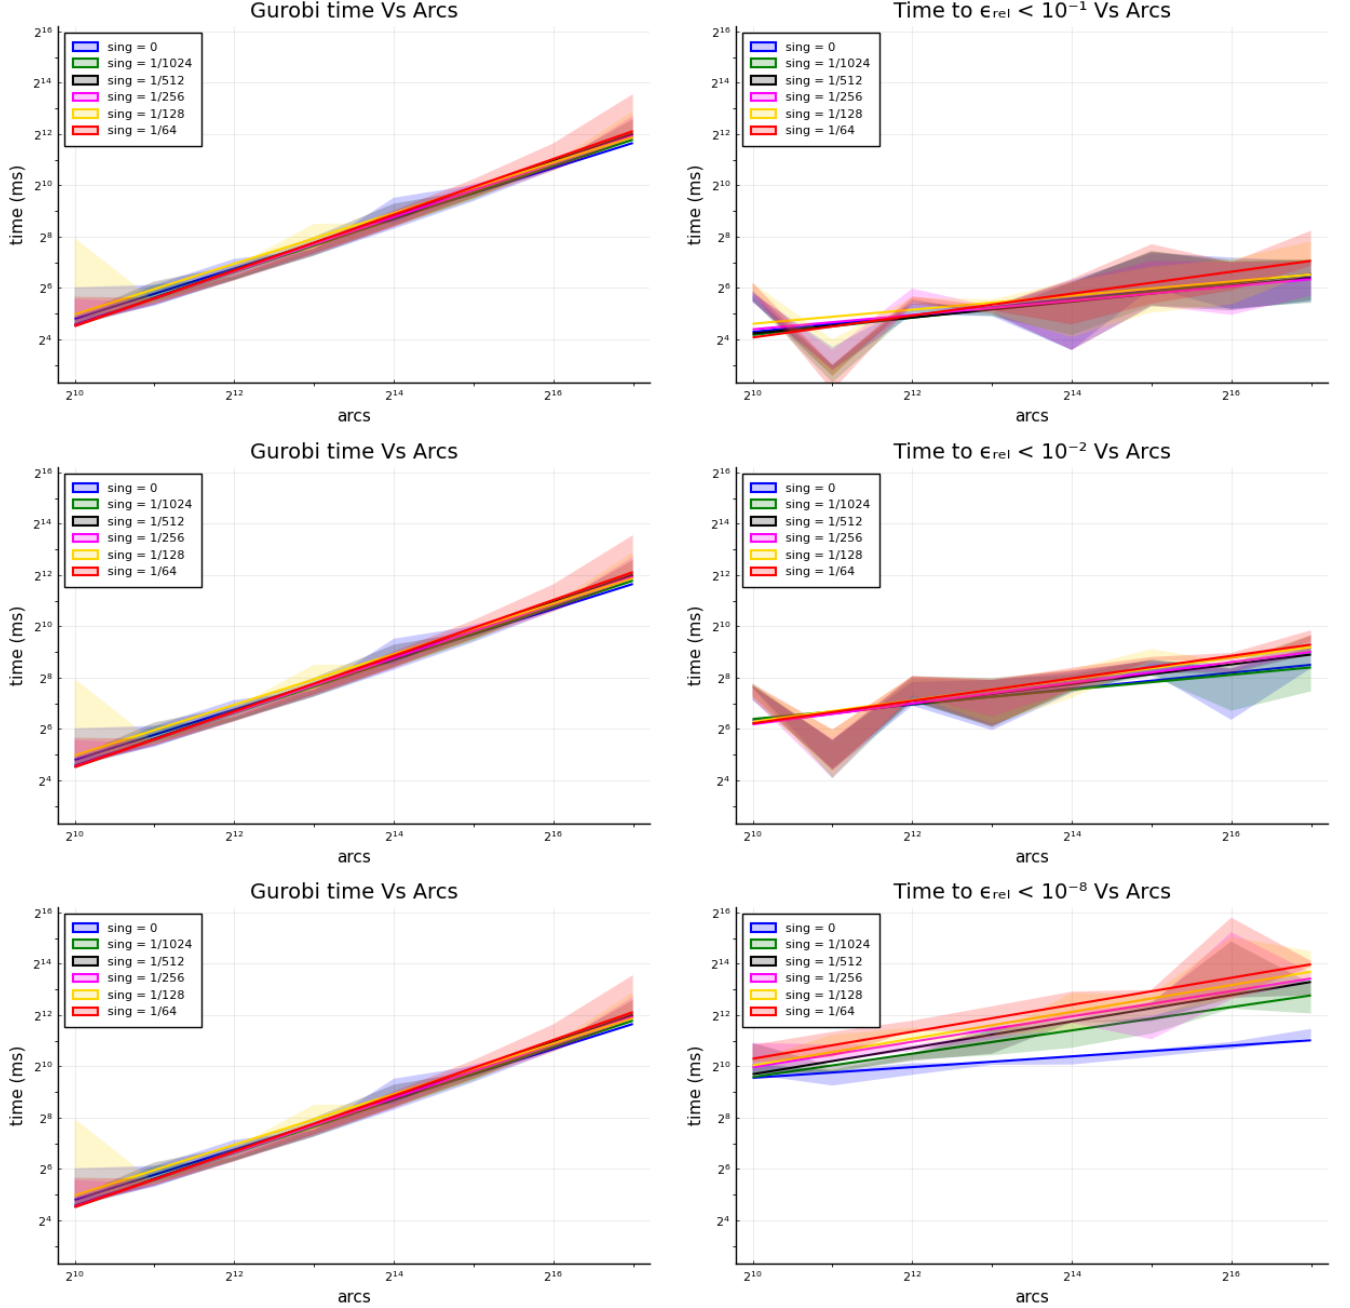 Gurobi time Vs Arcs
time (ms)
2¹⁶
2¹⁴
2¹²
2¹⁰
2⁸
2⁶
2⁴
sing = 0
sing = 1/1024
sing = 1/512
sing = 1/256
sing = 1/128
sing = 1/64
2¹⁰ 2¹² 2¹⁴ 2¹⁶
arcs
Time to ϵᵣₑₗ < 10⁻¹ Vs Arcs
time (ms)
2¹⁶
2¹⁴
2¹²
2¹⁰
2⁸
2⁶
2⁴
sing = 0
sing = 1/1024
sing = 1/512
sing = 1/256
sing = 1/128
sing = 1/64
2¹⁰ 2¹² 2¹⁴ 2¹⁶
arcs
Gurobi time Vs Arcs
time (ms)
2¹⁶
2¹⁴
2¹²
2¹⁰
2⁸
2⁶
2⁴
sing = 0
sing = 1/1024
sing = 1/512
sing = 1/256
sing = 1/128
sing = 1/64
2¹⁰ 2¹² 2¹⁴ 2¹⁶
arcs
Time to ϵᵣₑₗ < 10⁻² Vs Arcs
time (ms)
2¹⁶
2¹⁴
2¹²
2¹⁰
2⁸
2⁶
2⁴
sing = 0
sing = 1/1024
sing = 1/512
sing = 1/256
sing = 1/128
sing = 1/64
2¹⁰ 2¹² 2¹⁴ 2¹⁶
arcs
Gurobi time Vs Arcs
time (ms)
2¹⁶
2¹⁴
2¹²
2¹⁰
2⁸
2⁶
2⁴
sing = 0
sing = 1/1024
sing = 1/512
sing = 1/256
sing = 1/128
sing = 1/64
2¹⁰ 2¹² 2¹⁴ 2¹⁶
arcs
Time to ϵᵣₑₗ < 10⁻⁸ Vs Arcs
time (ms)
2¹⁶
2¹⁴
2¹²
2¹⁰
2⁸
2⁶
2⁴
sing = 0
sing = 1/1024
sing = 1/512
sing = 1/256
sing = 1/128
sing = 1/64
2¹⁰ 2¹² 2¹⁴ 2¹⁶
arcs